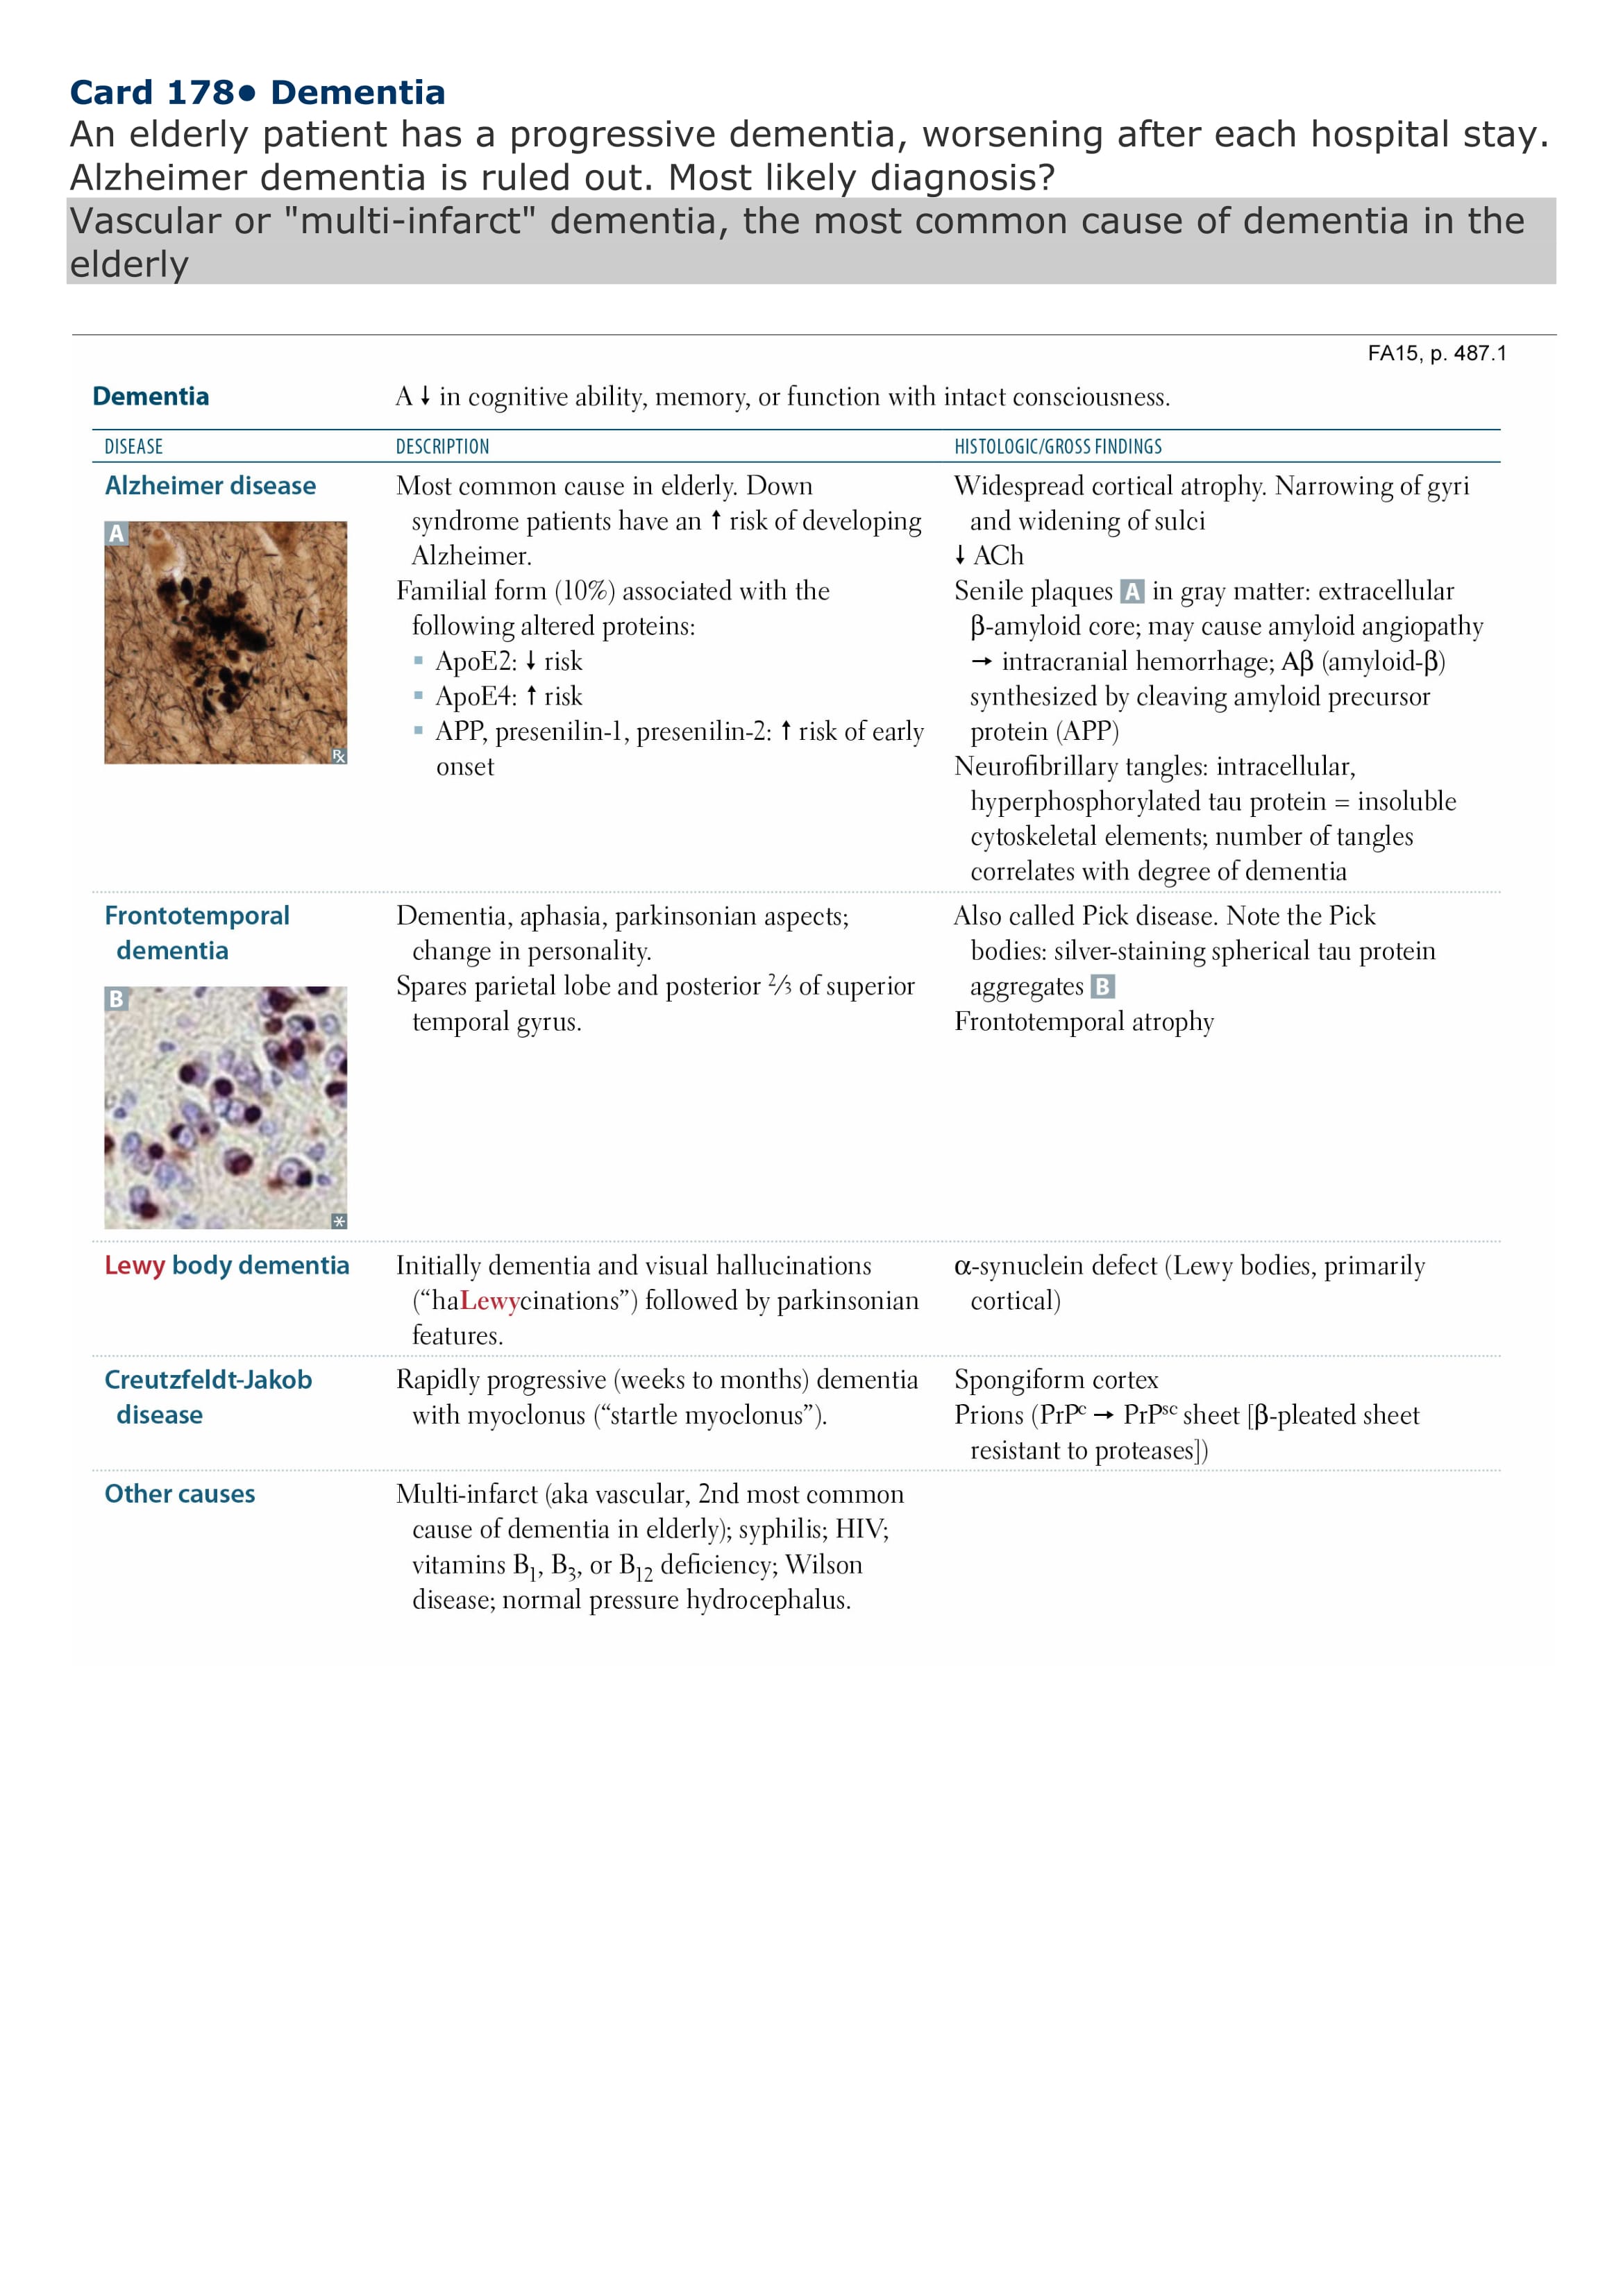 Card 178● Dementia
An elderly patient has a progressive dementia, worsening after each hospital stay.
Alzheimer dementia is ruled out. Most likely diagnosis?
Vascular or "multi-infarct" dementia, the most common cause of dementia in the
elderly
FA15, p. 487.1
Dementia A ↓ in cognitive ability, memory, or function with intact consciousness.
DISEASE DESCRIPTION HISTOLOGIC/GROSS FINDINGS
Alzheimer disease
A
℞
Most common cause in elderly. Down
syndrome patients have an ↑ risk of developing
Alzheimer.
Familial form (10%) associated with the
following altered proteins:
▪ ApoE2: ↓ risk
▪ ApoE4: ↑ risk
▪ APP, presenilin-1, presenilin-2: ↑ risk of early
onset
Widespread cortical atrophy. Narrowing of gyri
and widening of sulci
↓ ACh
Senile plaques A in gray matter: extracellular
β-amyloid core; may cause amyloid angiopathy
→ intracranial hemorrhage; Aβ (amyloid-β)
synthesized by cleaving amyloid precursor
protein (APP)
Neurofibrillary tangles: intracellular,
hyperphosphorylated tau protein = insoluble
cytoskeletal elements; number of tangles
correlates with degree of dementia
Frontotemporal
dementia
B
*
Dementia, aphasia, parkinsonian aspects;
change in personality.
Spares parietal lobe and posterior 2/3 of superior
temporal gyrus.
Also called Pick disease. Note the Pick
bodies: silver-staining spherical tau protein
aggregates B
Frontotemporal atrophy
Lewy body dementia
Initially dementia and visual hallucinations
(“haLewycinations”) followed by parkinsonian
features.
α-synuclein defect (Lewy bodies, primarily
cortical)
Creutzfeldt-Jakob
disease
Rapidly progressive (weeks to months) dementia
with myoclonus (“startle myoclonus”).
Spongiform cortex
Prions (PrPᶜ → PrPˢᶜ sheet [β-pleated sheet
resistant to proteases])
Other causes
Multi-infarct (aka vascular, 2nd most common
cause of dementia in elderly); syphilis; HIV;
vitamins B₁, B₃, or B₁₂ deficiency; Wilson
disease; normal pressure hydrocephalus.